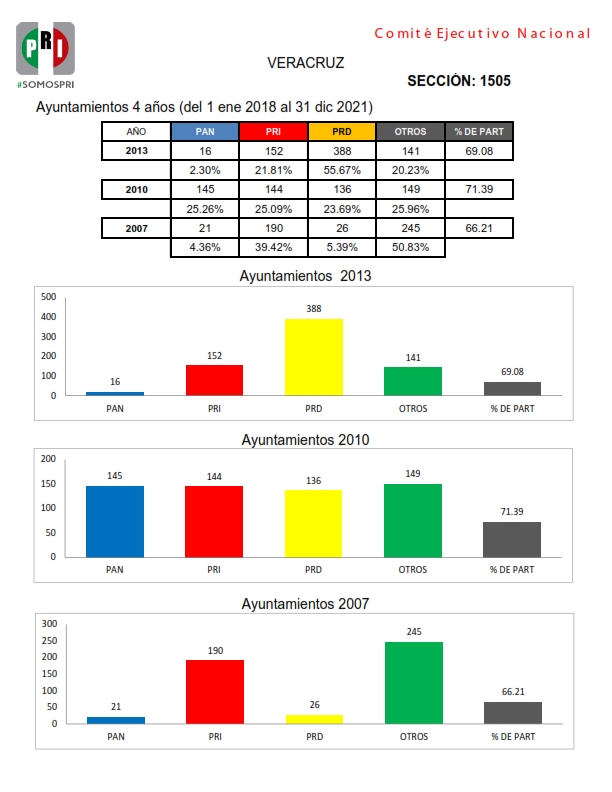 Comité Ejecutivo Nacional
PRI
#SOMOSPRI
VERACRUZ
SECCIÓN: 1505
Ayuntamientos 4 años (del 1 ene 2018 al 31 dic 2021)
AÑO PAN PRI PRD OTROS % DE PART
2013 16 152 388 141 69.08
2.30% 21.81% 55.67% 20.23%
2010 145 144 136 149 71.39
25.26% 25.09% 23.69% 25.96%
2007 21 190 26 245 66.21
4.36% 39.42% 5.39% 50.83%
Ayuntamientos 2013
500
400
300
200
100
0
16 152 388 141 69.08
PAN PRI PRD OTROS % DE PART
Ayuntamientos 2010
200
150
100
50
0
145 144 136 149 71.39
PAN PRI PRD OTROS % DE PART
Ayuntamientos 2007
300
250
200
150
100
50
0
21 190 26 245 66.21
PAN PRI PRD OTROS % DE PART